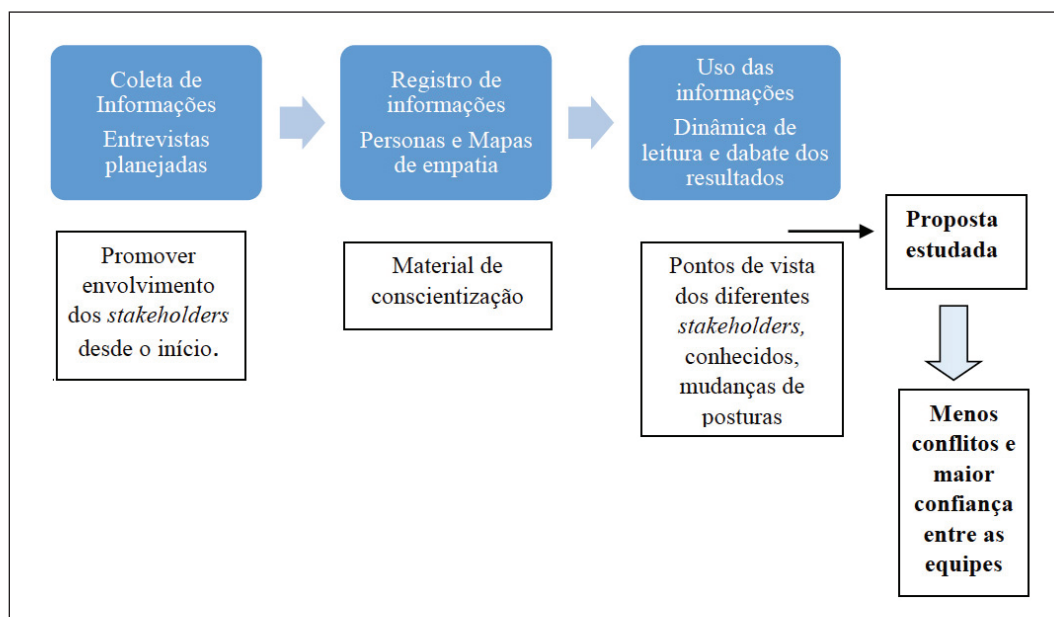 Coleta de
Informações
Entrevistas
planejadas
Registro de
informações
Personas e Mapas
de empatia
Uso das
informações
Dinâmica de
leitura e dabate dos
resultados
Promover
envolvimento
dos stakeholders
desde o início.
Material de
conscientização
Pontos de vista
dos diferentes
stakeholders,
conhecidos,
mudanças de
posturas
Proposta
estudada
Menos
conflitos e
maior
confiança
entre as
equipes